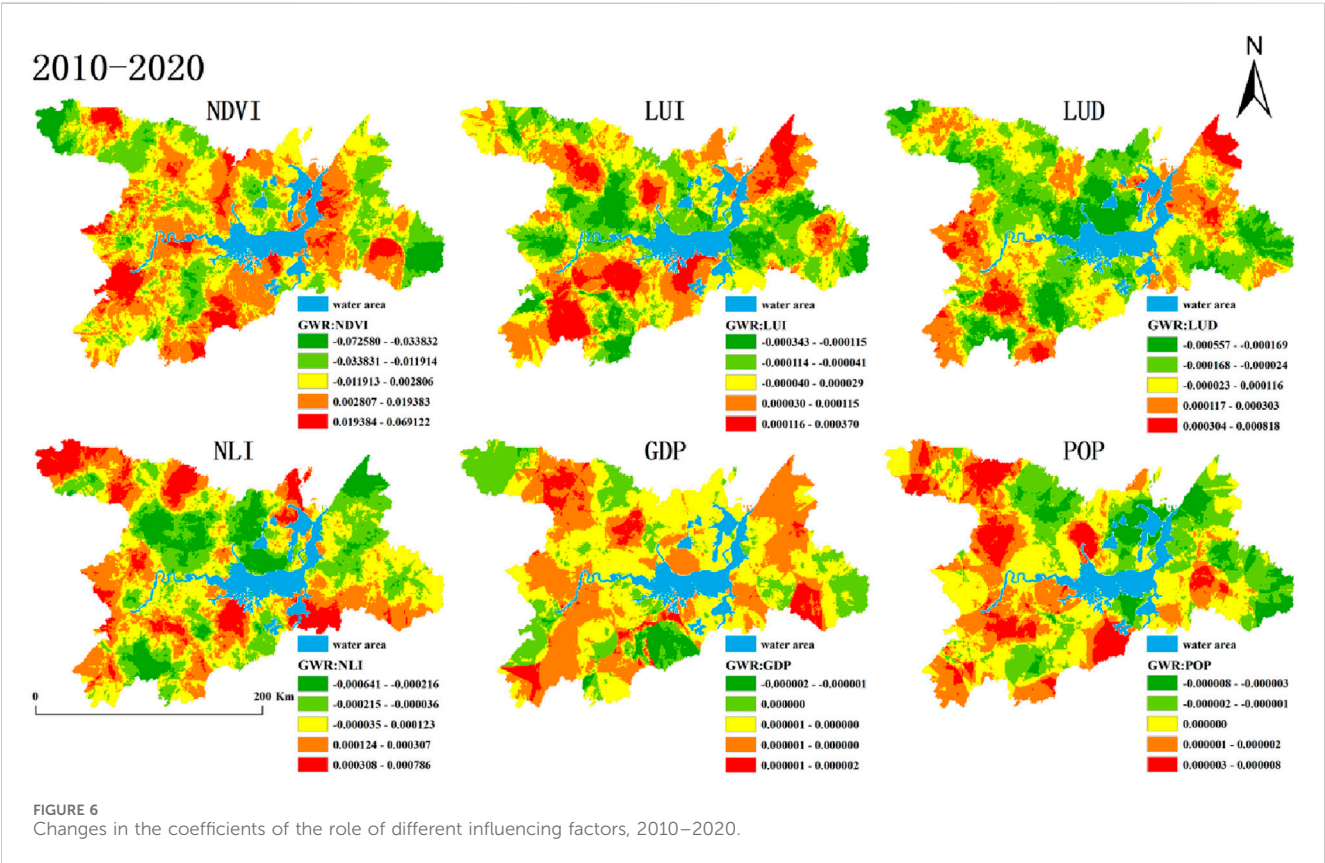 2010-2020
N
NDVI
LUI
LUD
water area
GWR:NDVI
-0.072580 - -0.033832
-0.033831 - -0.011914
-0.011913 - 0.002806
0.002807 - 0.019383
0.019384 - 0.069122
water area
GWR:LUI
-0.000343 - -0.000115
-0.000114 - -0.000041
-0.000040 - 0.000029
0.000030 - 0.000115
0.000116 - 0.000370
water area
GWR:LUD
-0.000557 - -0.000169
-0.000168 - -0.000024
-0.000023 - 0.000116
0.000117 - 0.000303
0.000304 - 0.000818
NLI
GDP
POP
water area
GWR:NLI
-0.000641 - -0.000216
-0.000215 - -0.000036
-0.000035 - 0.000123
0.000124 - 0.000307
0.000308 - 0.000786
0
200 Km
water area
GWR:GDP
-0.000002 - -0.000001
0.000000
0.000001 - 0.000000
0.000001 - 0.000000
0.000001 - 0.000002
water area
GWR:POP
-0.000008 - -0.000003
-0.000002 - -0.000001
0.000000
0.000001 - 0.000002
0.000003 - 0.000008
FIGURE 6
Changes in the coefficients of the role of different influencing factors, 2010–2020.